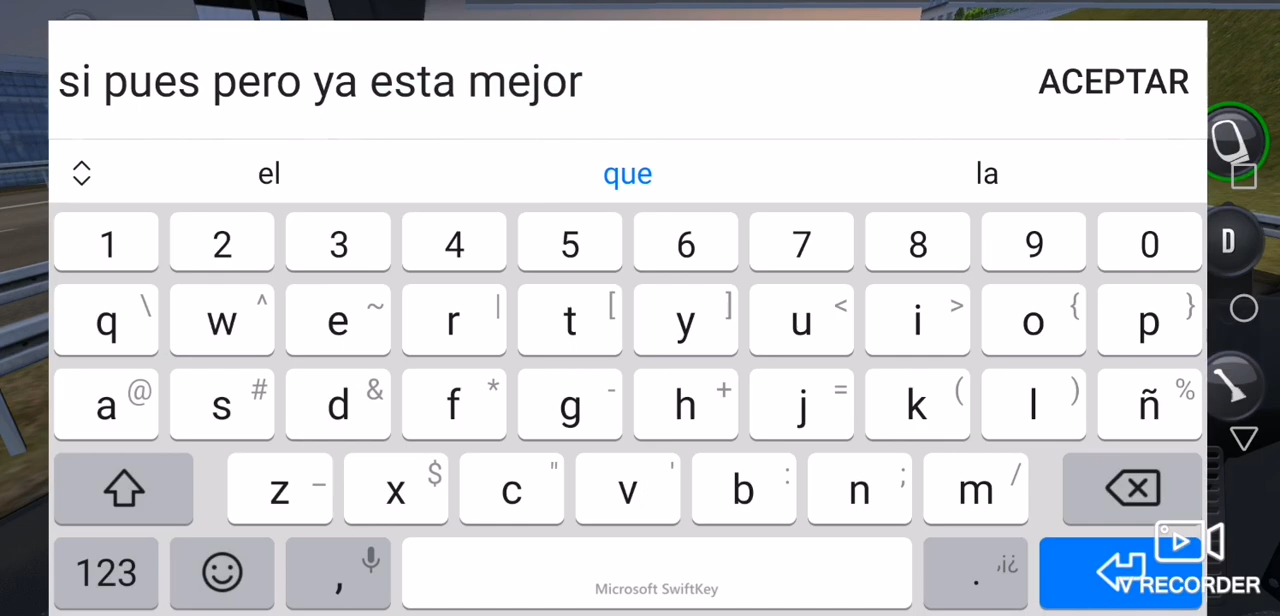 si pues pero ya esta mejor ACEPTAR
el que la
1 2 3 4 5 6 7 8 9 0
q \ w ^ e ~ r | t [ y ] u < i > o { p }
a @ s # d & f * g - h + j = k ( l ) ñ %
z _ x $ c " v ' b : n ; m /
123 , Microsoft SwiftKey . ,¡¿
V RECORDER
D